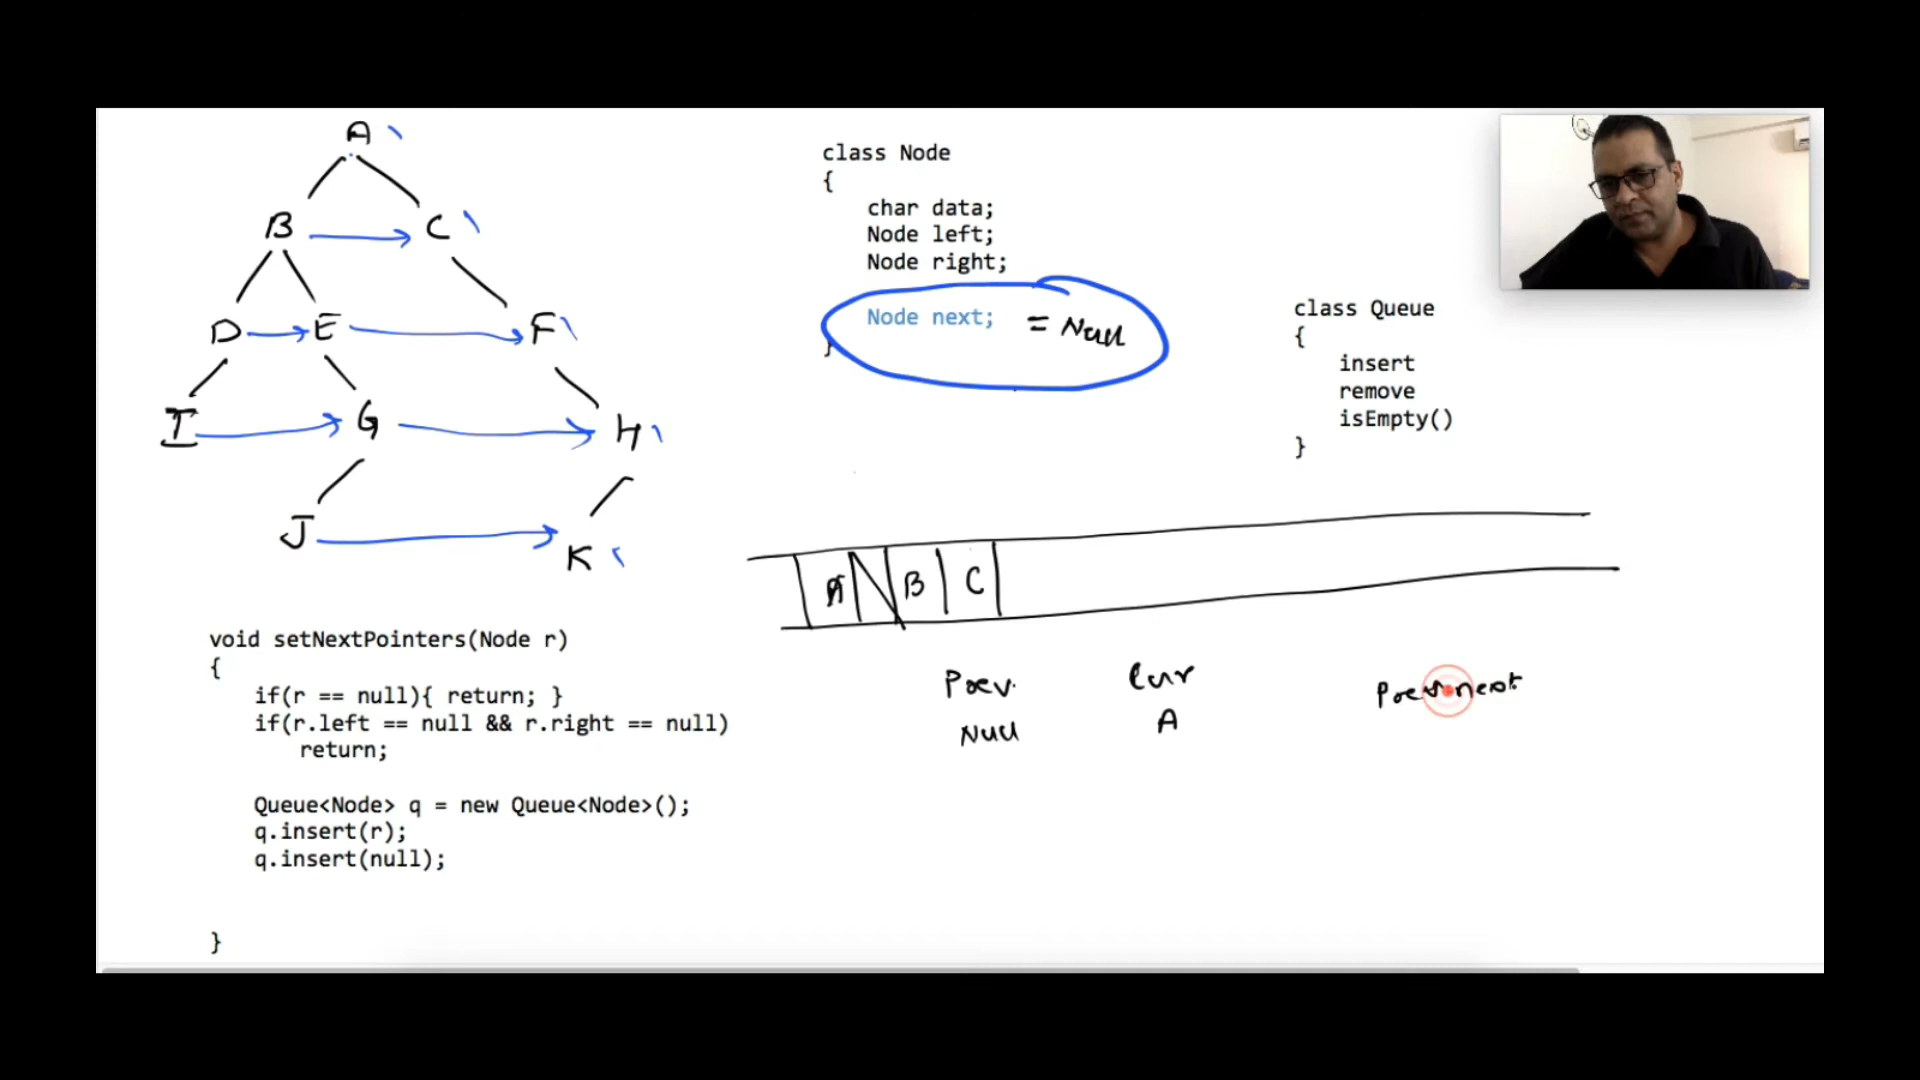 A
B C
D E F
I G H
J K
class Node
{
char data;
Node left;
Node right;
Node next; = Null
}
class Queue
{
insert
remove
isEmpty()
}
A B C
Prev. Cur
Null A
void setNextPointers(Node r)
{
if(r == null){ return; }
if(r.left == null && r.right == null)
return;
Queue<Node> q = new Queue<Node>();
q.insert(r);
q.insert(null);
}